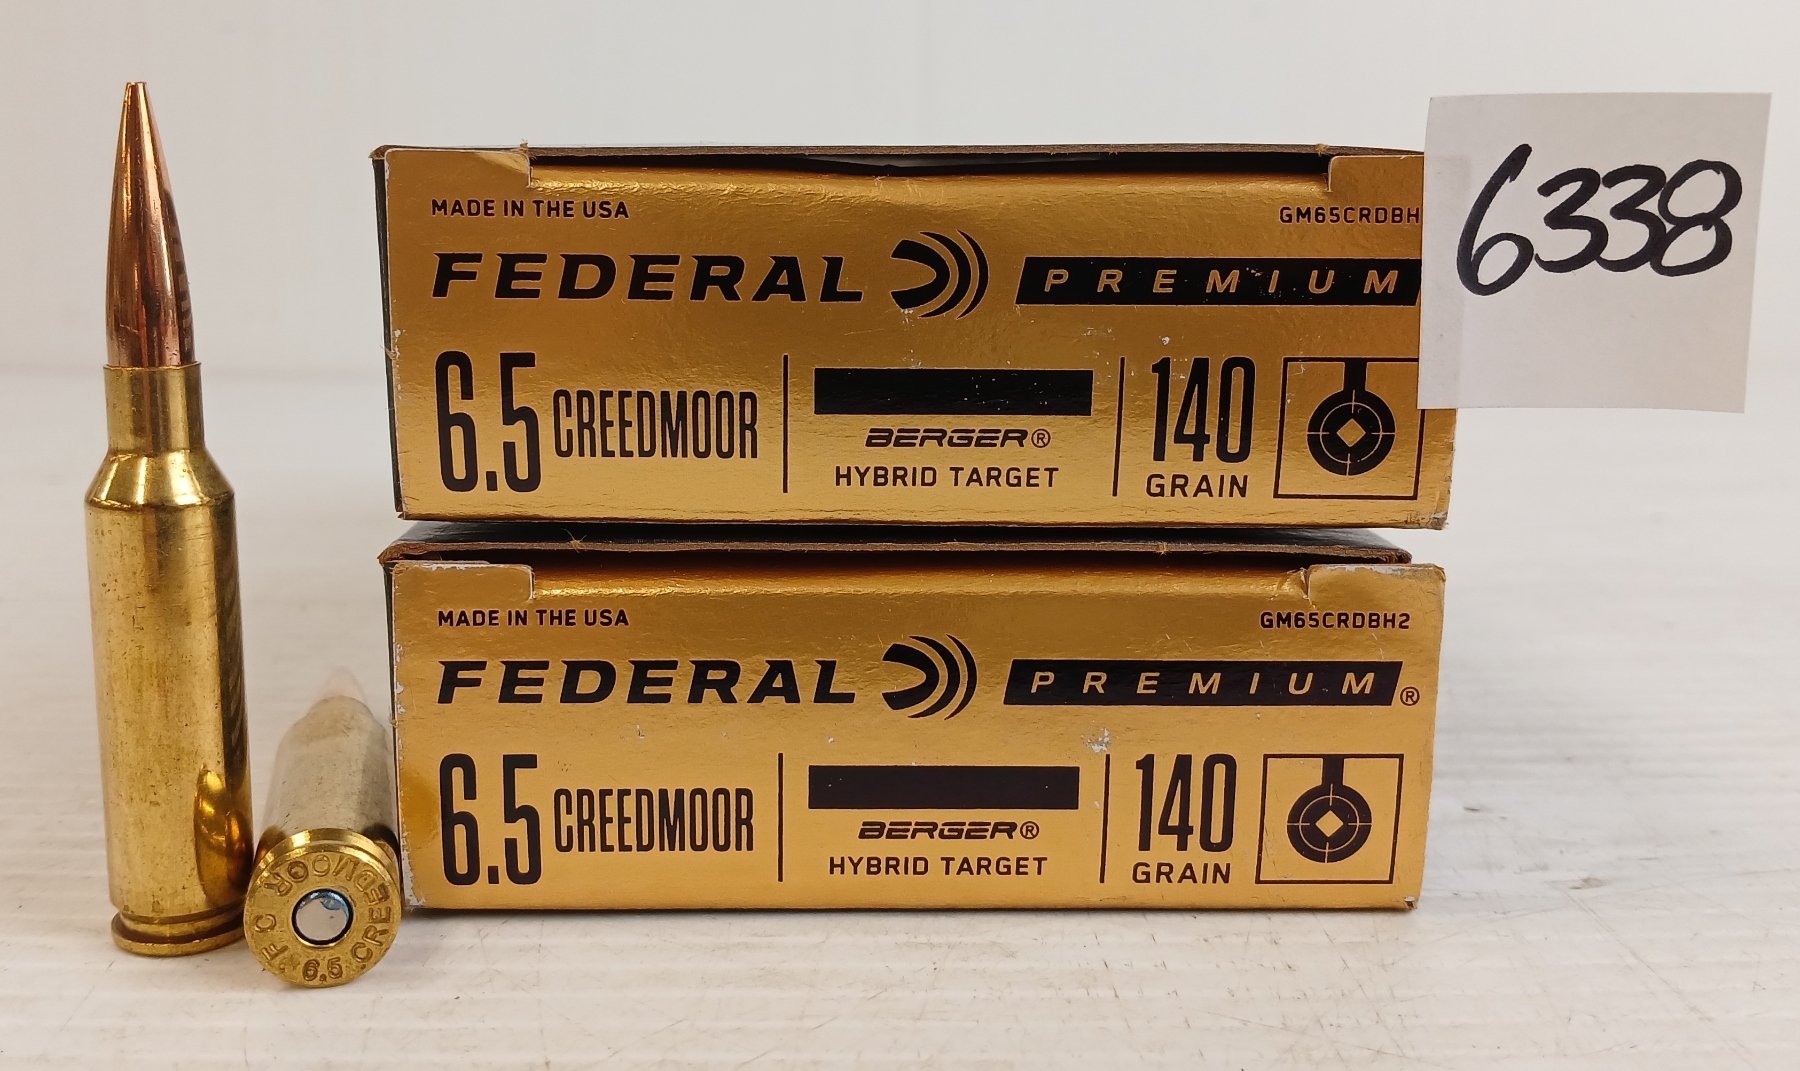 MADE IN THE USA GM65CRDBH
FEDERAL PREMIUM
6.5 CREEDMOOR BERGER® 140
HYBRID TARGET GRAIN
6338
MADE IN THE USA GM65CRDBH2
FEDERAL PREMIUM®
6.5 CREEDMOOR BERGER® 140
HYBRID TARGET GRAIN
FC 6.5 CREEDMOOR